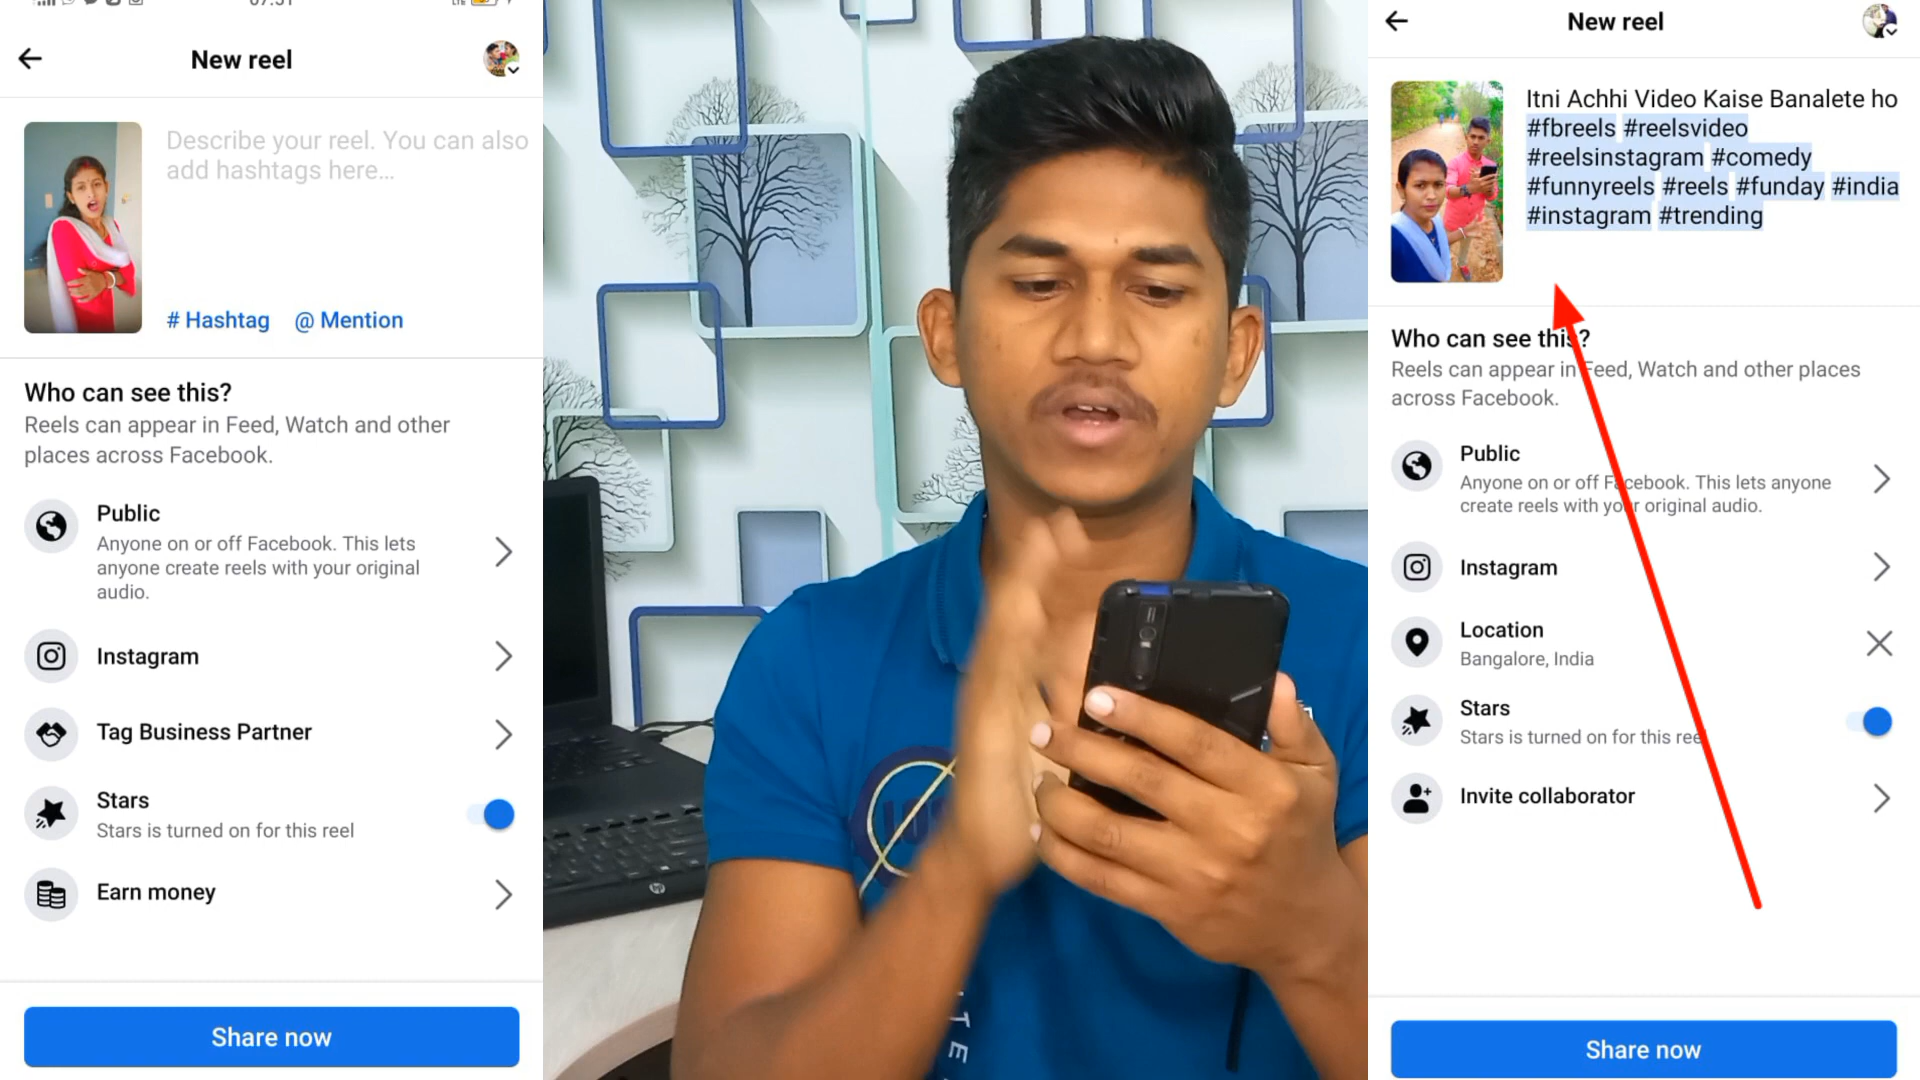 07:51
LTE
New reel
Describe your reel. You can also
add hashtags here...
# Hashtag @ Mention
Who can see this?
Reels can appear in Feed, Watch and other
places across Facebook.
Public
Anyone on or off Facebook. This lets
anyone create reels with your original
audio.
Instagram
Tag Business Partner
Stars
Stars is turned on for this reel
Earn money
Share now
hp
New reel
Itni Achhi Video Kaise Banalete ho
#fbreels #reelsvideo
#reelsinstagram #comedy
#funnyreels #reels #funday #india
#instagram #trending
Who can see this?
Reels can appear in Feed, Watch and other places
across Facebook.
Public
Anyone on or off Facebook. This lets anyone
create reels with your original audio.
Instagram
Location
Bangalore, India
Stars
Stars is turned on for this reel
Invite collaborator
Share now